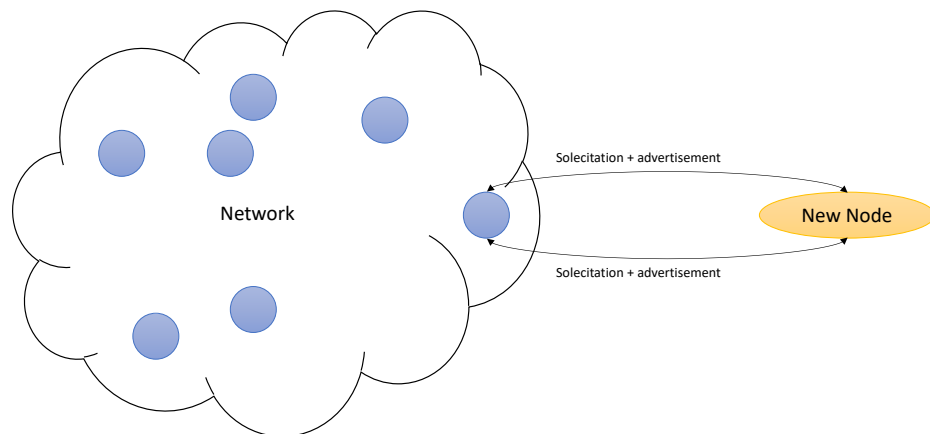 Solecitation + advertisement
Network
New Node
Solecitation + advertisement